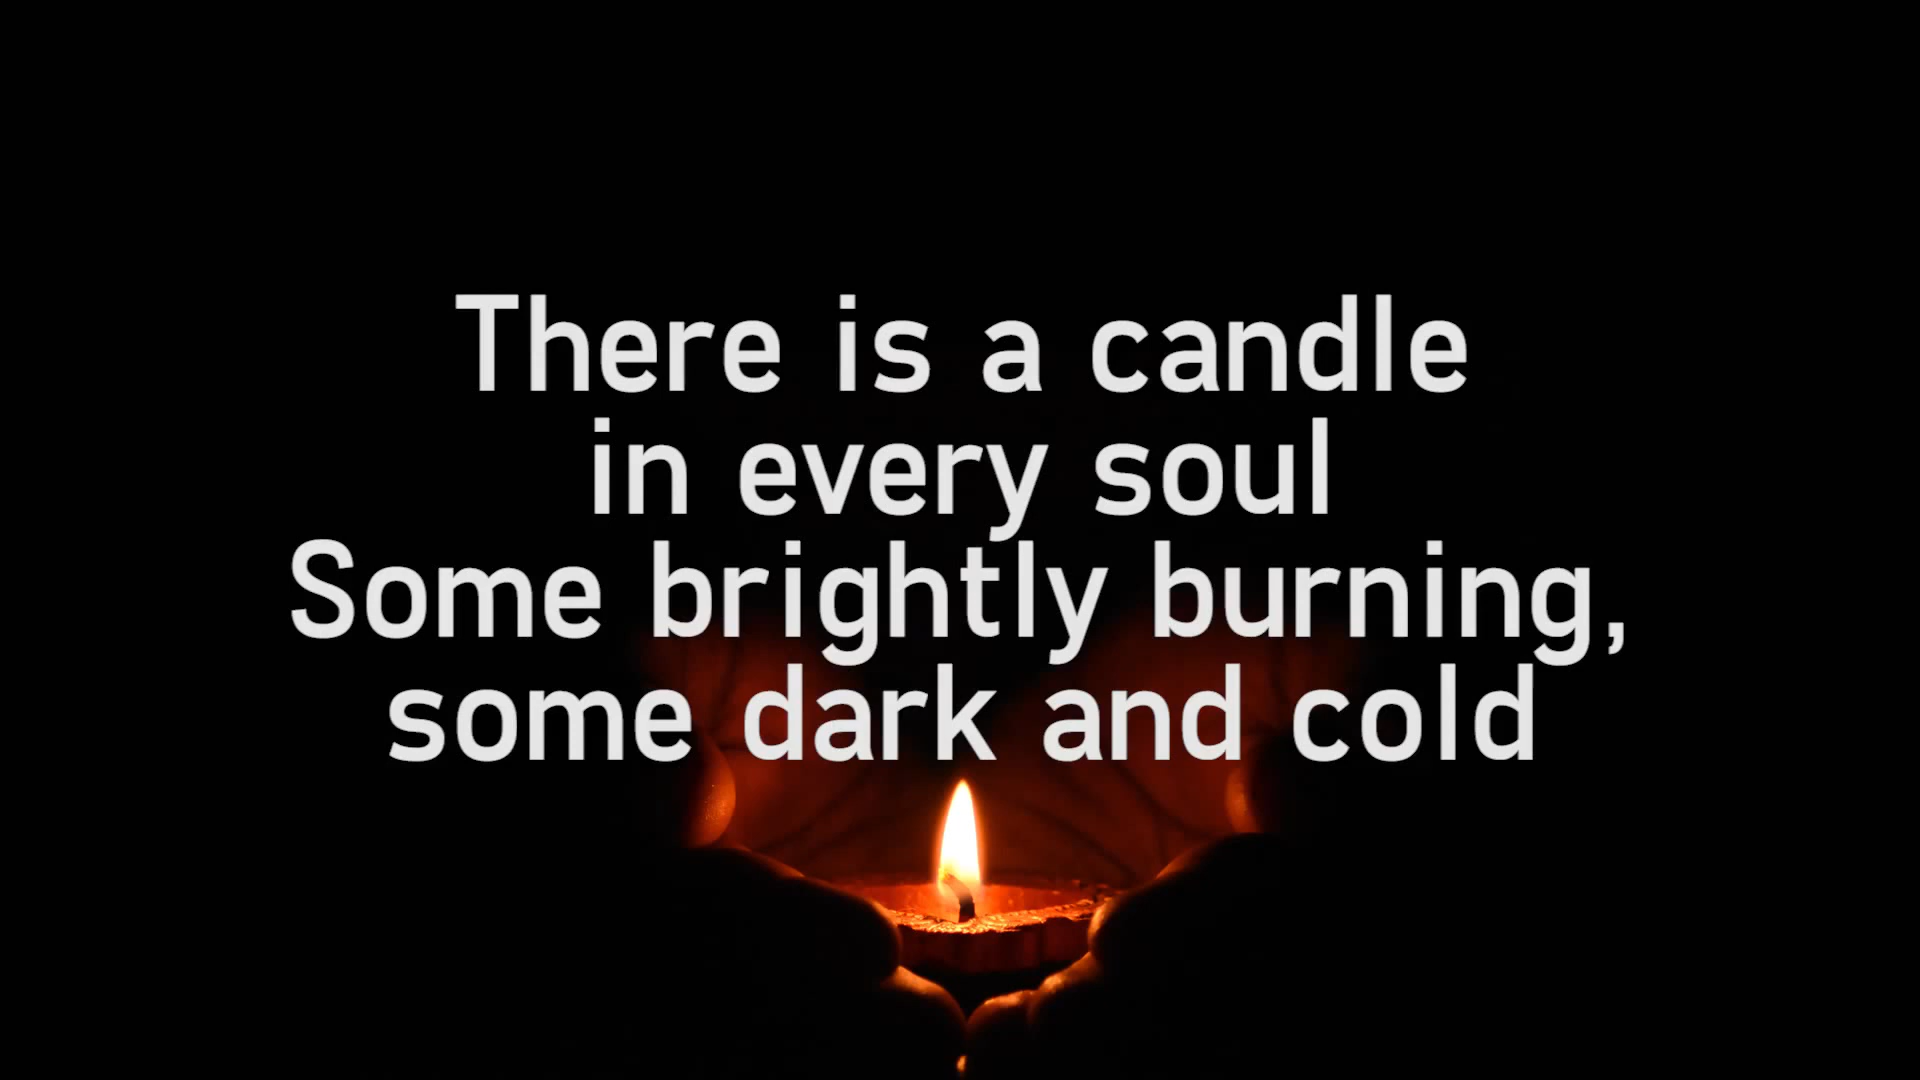 There is a candle
in every soul
Some brightly burning,
some dark and cold